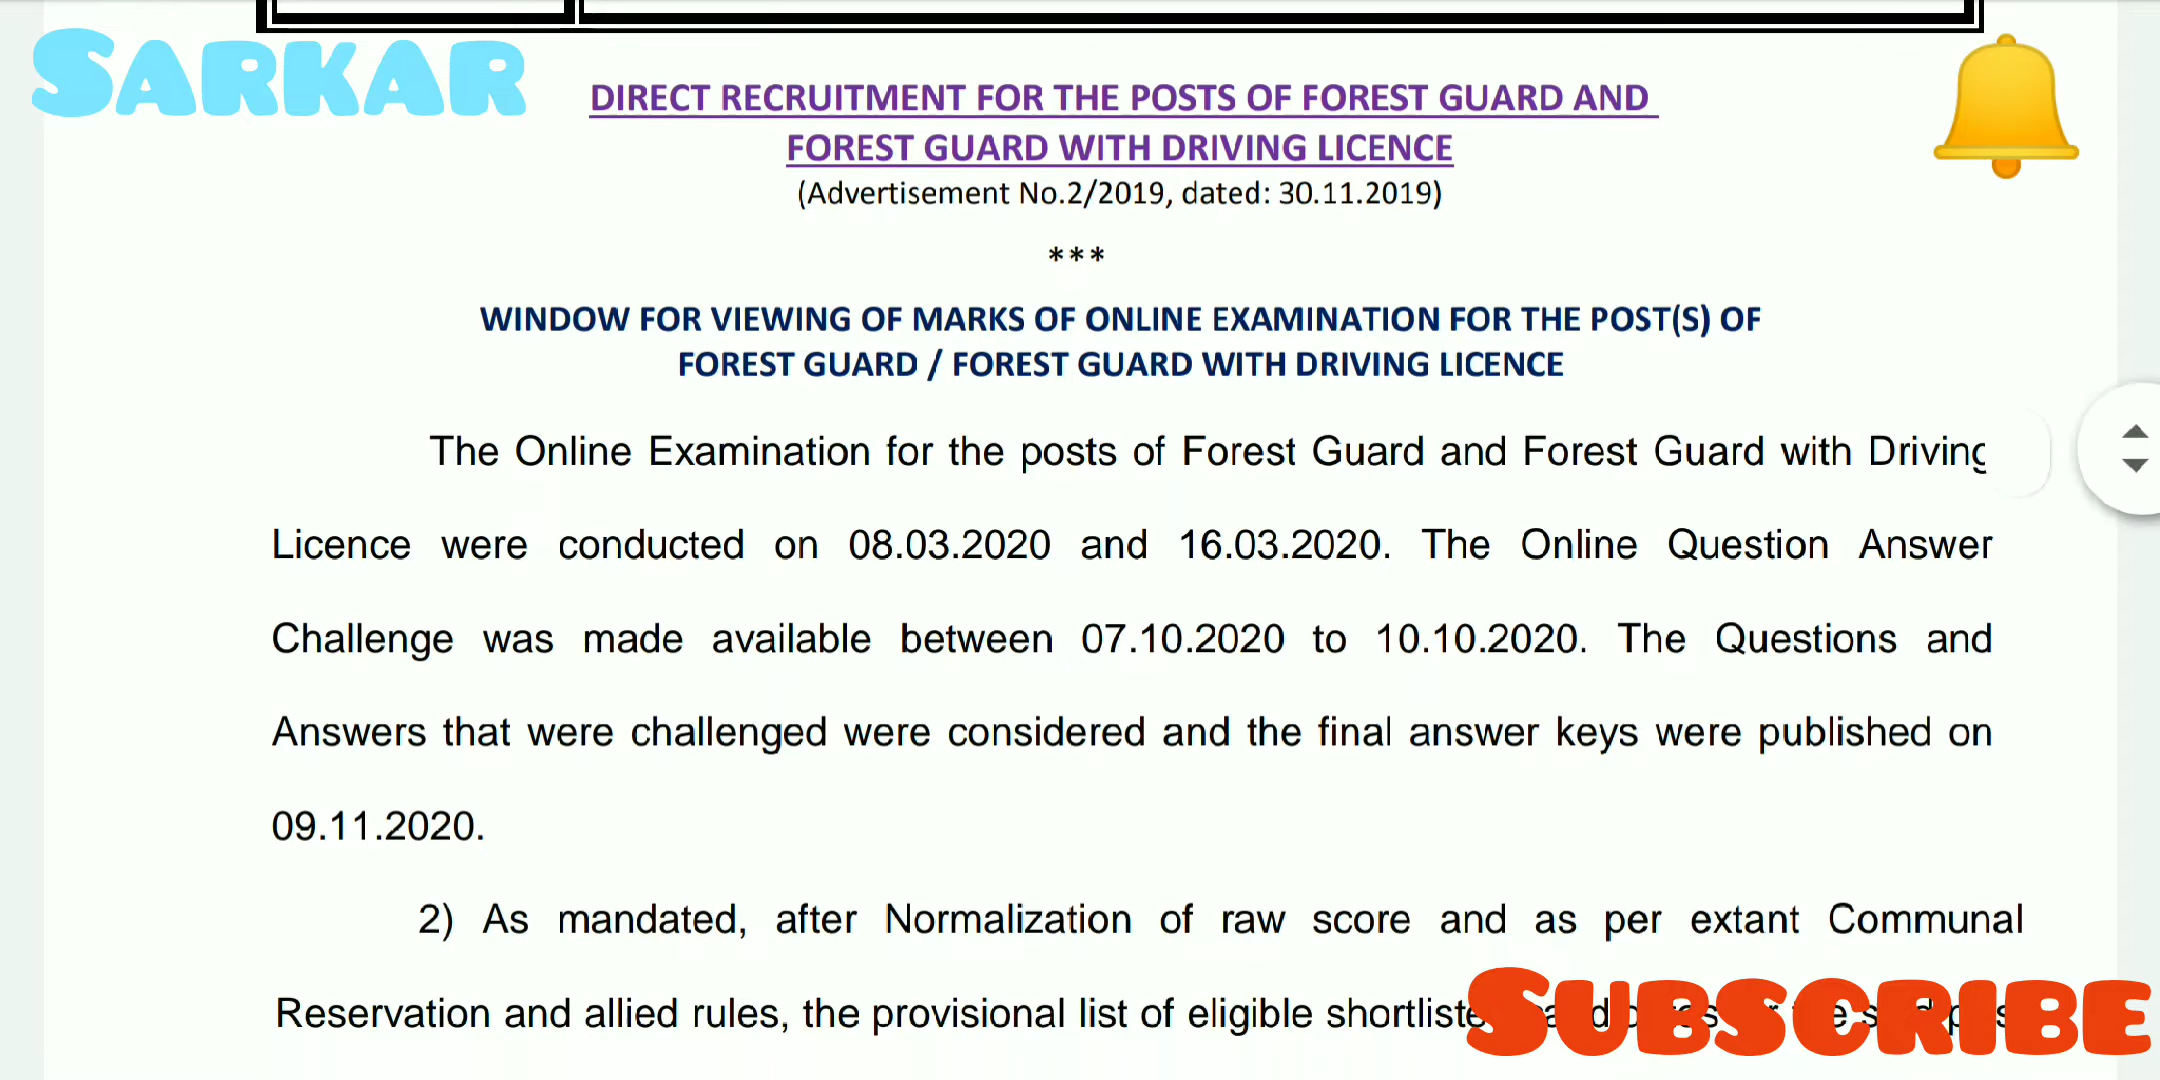 SARKAR
DIRECT RECRUITMENT FOR THE POSTS OF FOREST GUARD AND
FOREST GUARD WITH DRIVING LICENCE
(Advertisement No.2/2019, dated: 30.11.2019)
***
WINDOW FOR VIEWING OF MARKS OF ONLINE EXAMINATION FOR THE POST(S) OF
FOREST GUARD / FOREST GUARD WITH DRIVING LICENCE
The Online Examination for the posts of Forest Guard and Forest Guard with Driving
Licence were conducted on 08.03.2020 and 16.03.2020. The Online Question Answer
Challenge was made available between 07.10.2020 to 10.10.2020. The Questions and
Answers that were challenged were considered and the final answer keys were published on
09.11.2020.
2) As mandated, after Normalization of raw score and as per extant Communal
Reservation and allied rules, the provisional list of eligible
SUBSCRIBE